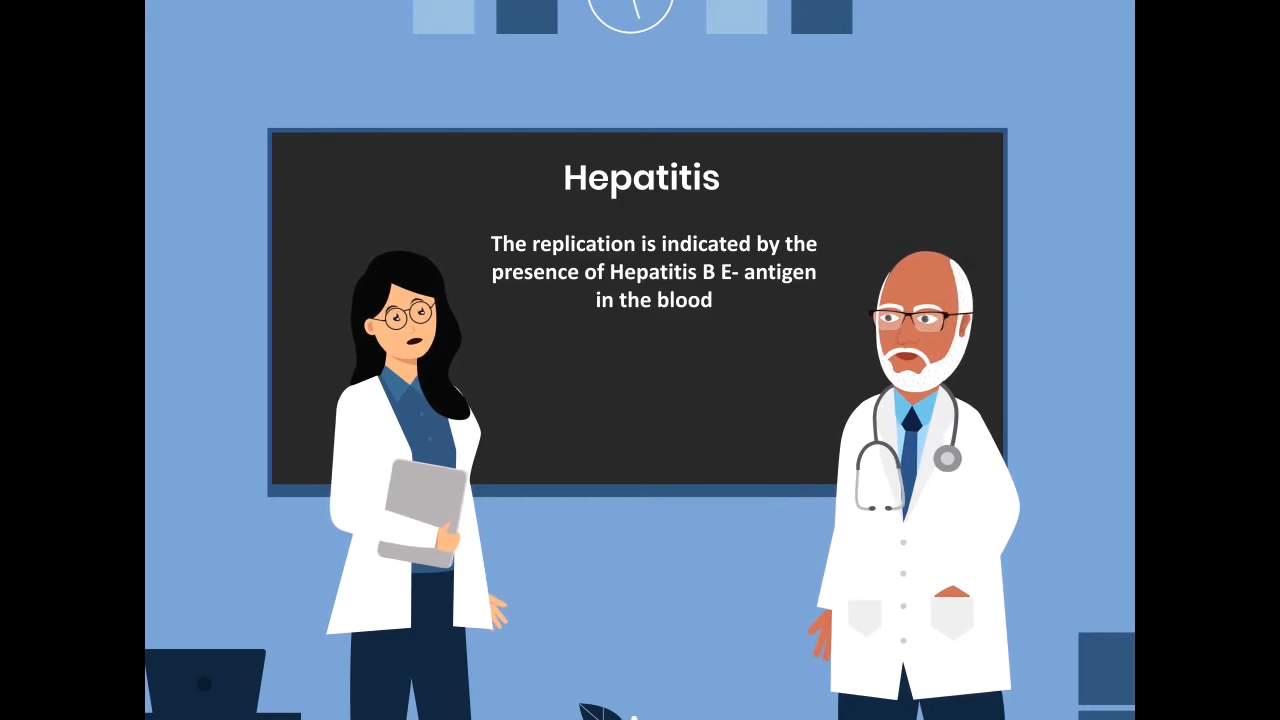 Hepatitis
The replication is indicated by the
presence of Hepatitis B E- antigen
in the blood